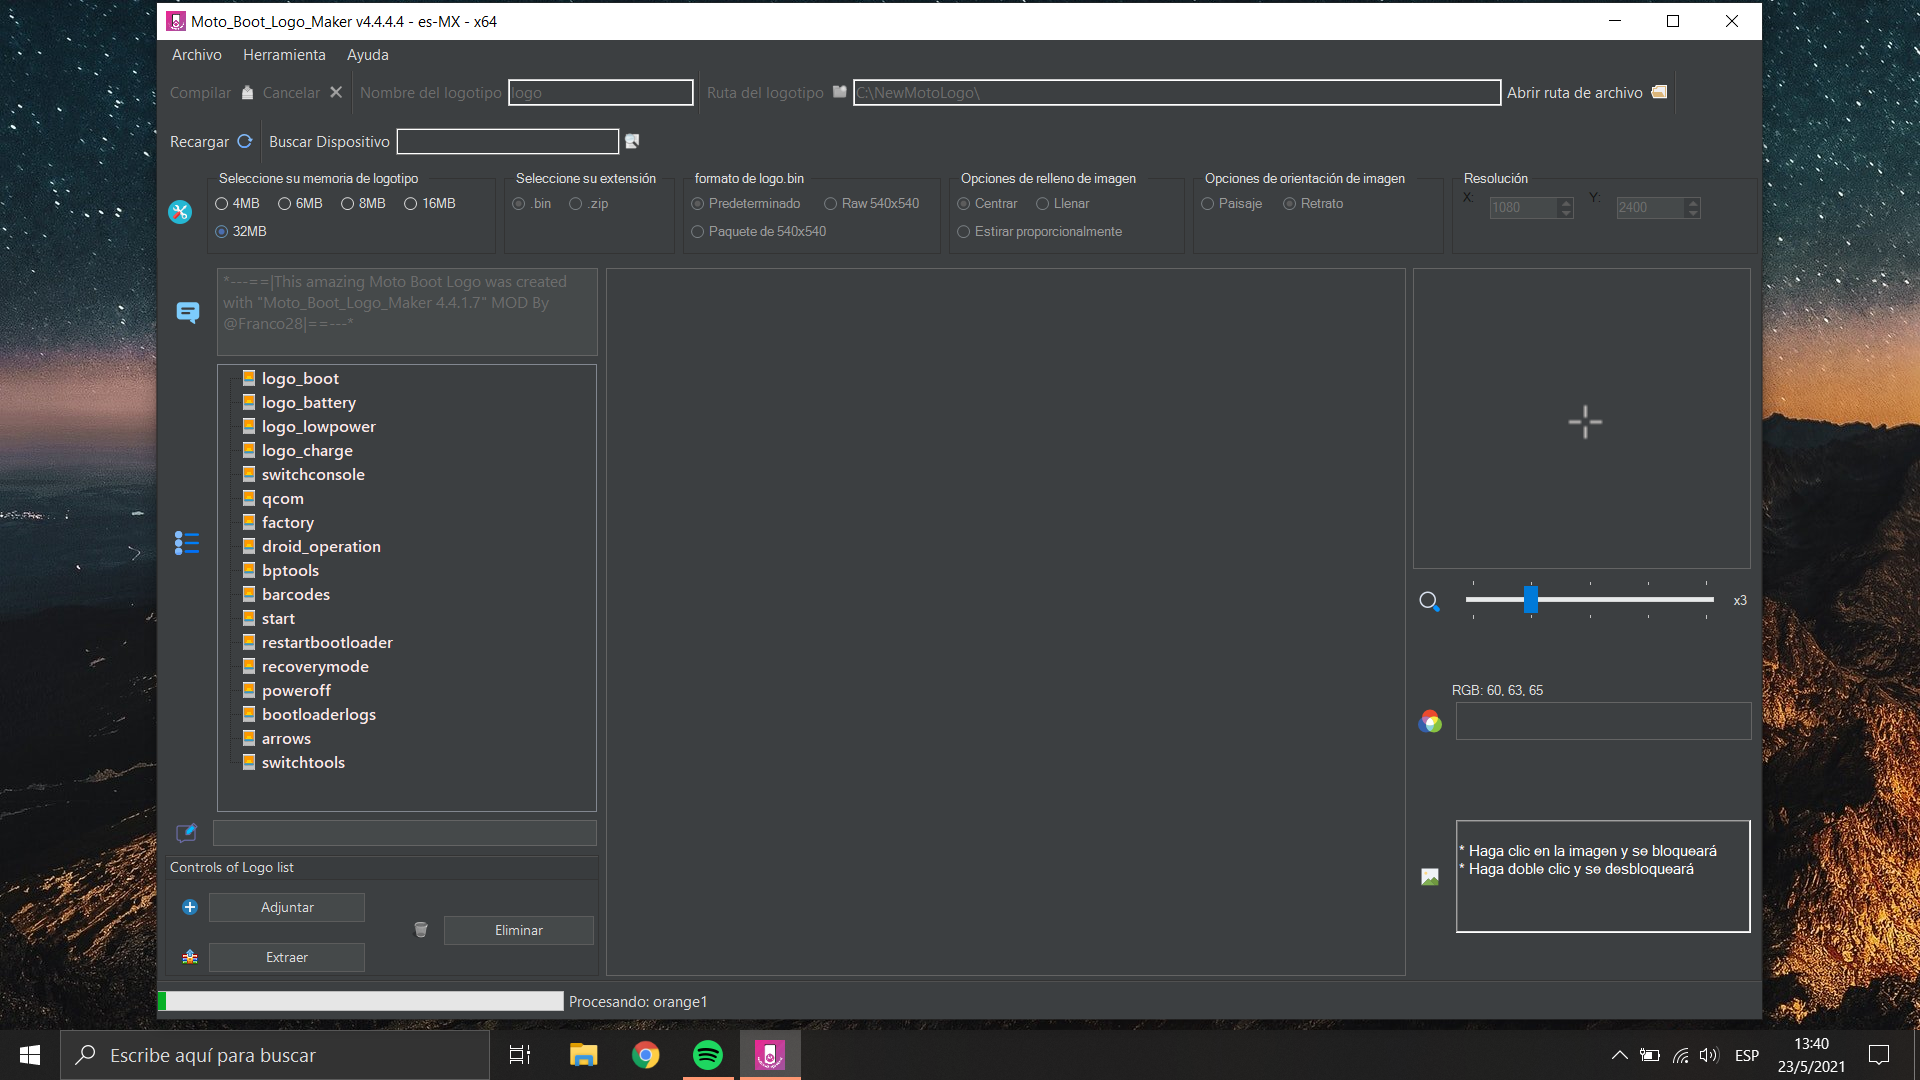 Moto_Boot_Logo_Maker v4.4.4.4 - es-MX - x64
Archivo Herramienta Ayuda
Compilar Cancelar Nombre del logotipo logo Ruta del logotipo C:\NewMotoLogo\ Abrir ruta de archivo
Recargar Buscar Dispositivo
Seleccione su memoria de logotipo
4MB 6MB 8MB 16MB
32MB
Seleccione su extensión
.bin .zip
formato de logo.bin
Predeterminado Raw 540x540
Paquete de 540x540
Opciones de relleno de imagen
Centrar Llenar
Estirar proporcionalmente
Opciones de orientación de imagen
Paisaje Retrato
Resolución
X: 1080 Y: 2400
*---==|This amazing Moto Boot Logo was created
with "Moto_Boot_Logo_Maker 4.4.1.7" MOD By
@Franco28|==---*
logo_boot
logo_battery
logo_lowpower
logo_charge
switchconsole
qcom
factory
droid_operation
bptools
barcodes
start
restartbootloader
recoverymode
poweroff
bootloaderlogs
arrows
switchtools
x3
RGB: 60, 63, 65
* Haga clic en la imagen y se bloqueará
* Haga doble clic y se desbloqueará
Controls of Logo list
Adjuntar
Eliminar
Extraer
Procesando: orange1
Escribe aquí para buscar
ESP
13:40
23/5/2021